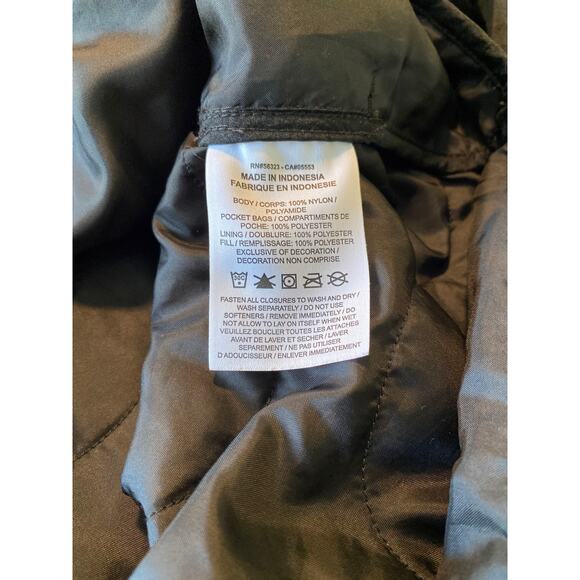 RN#56323 - CA#05553
MADE IN INDONESIA
FABRIQUE EN INDONESIE
BODY / CORPS: 100% NYLON /
POLYAMIDE
POCKET BAGS / COMPARTIMENTS DE
POCHE: 100% POLYESTER
LINING / DOUBLURE: 100% POLYESTER
FILL / REMPLISSAGE: 100% POLYESTER
EXCLUSIVE OF DECORATION /
DECORATION NON COMPRISE
30C
FASTEN ALL CLOSURES TO WASH AND DRY /
WASH SEPARATELY / DO NOT USE
SOFTENERS / REMOVE IMMEDIATELY / DO
NOT ALLOW TO LAY ON ITSELF WHEN WET
VEUILLEZ BOUCLER TOUTES LES ATTACHES
AVANT DE LAVER ET SECHER / LAVER
SEPAREMENT / NE PAS UTILISER
D'ADOUCISSEUR / ENLEVER IMMEDIATEMENT